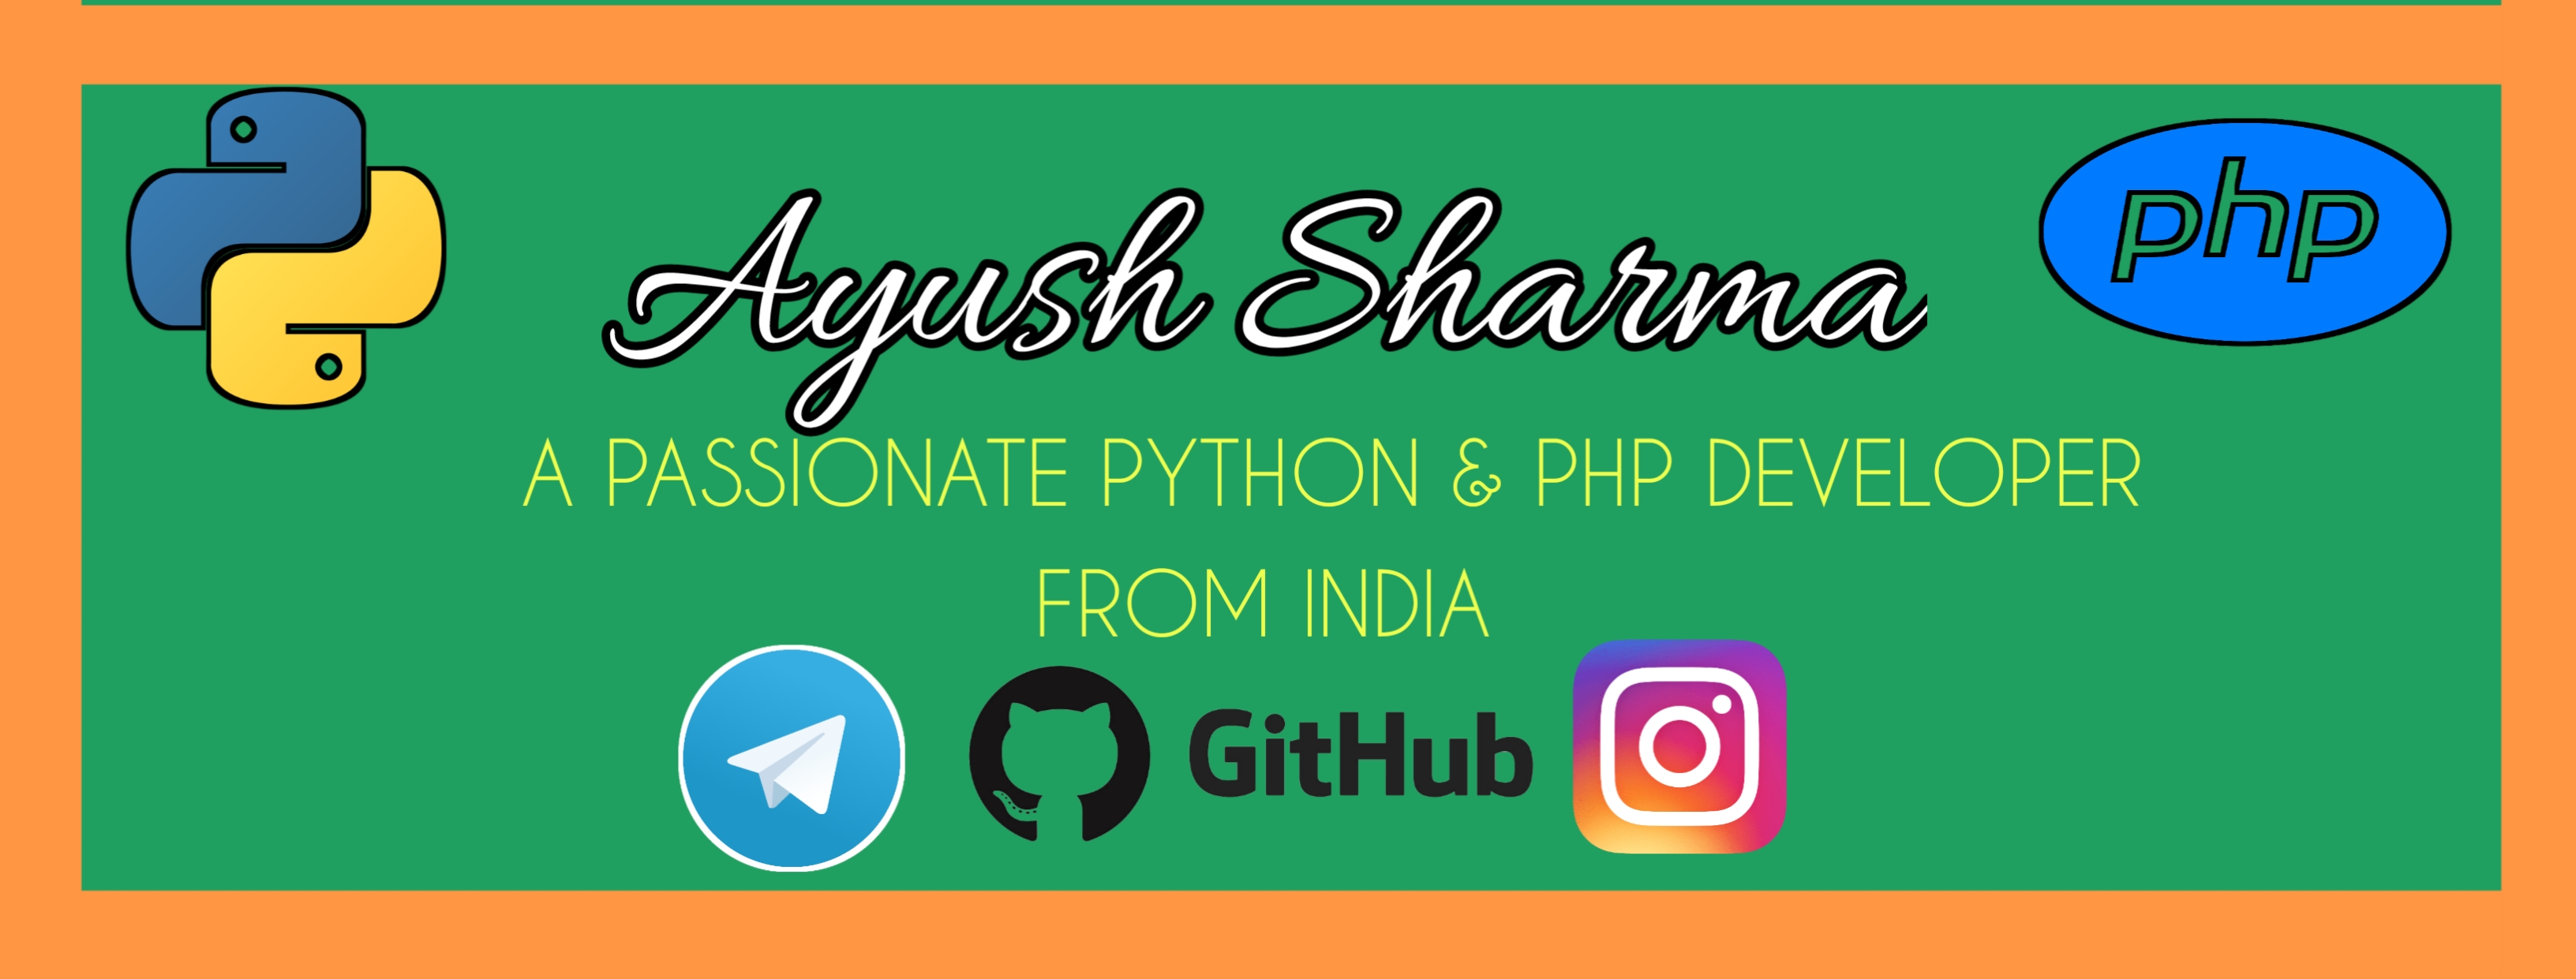 Ayush Sharma
php
A PASSIONATE PYTHON & PHP DEVELOPER
FROM INDIA
GitHub